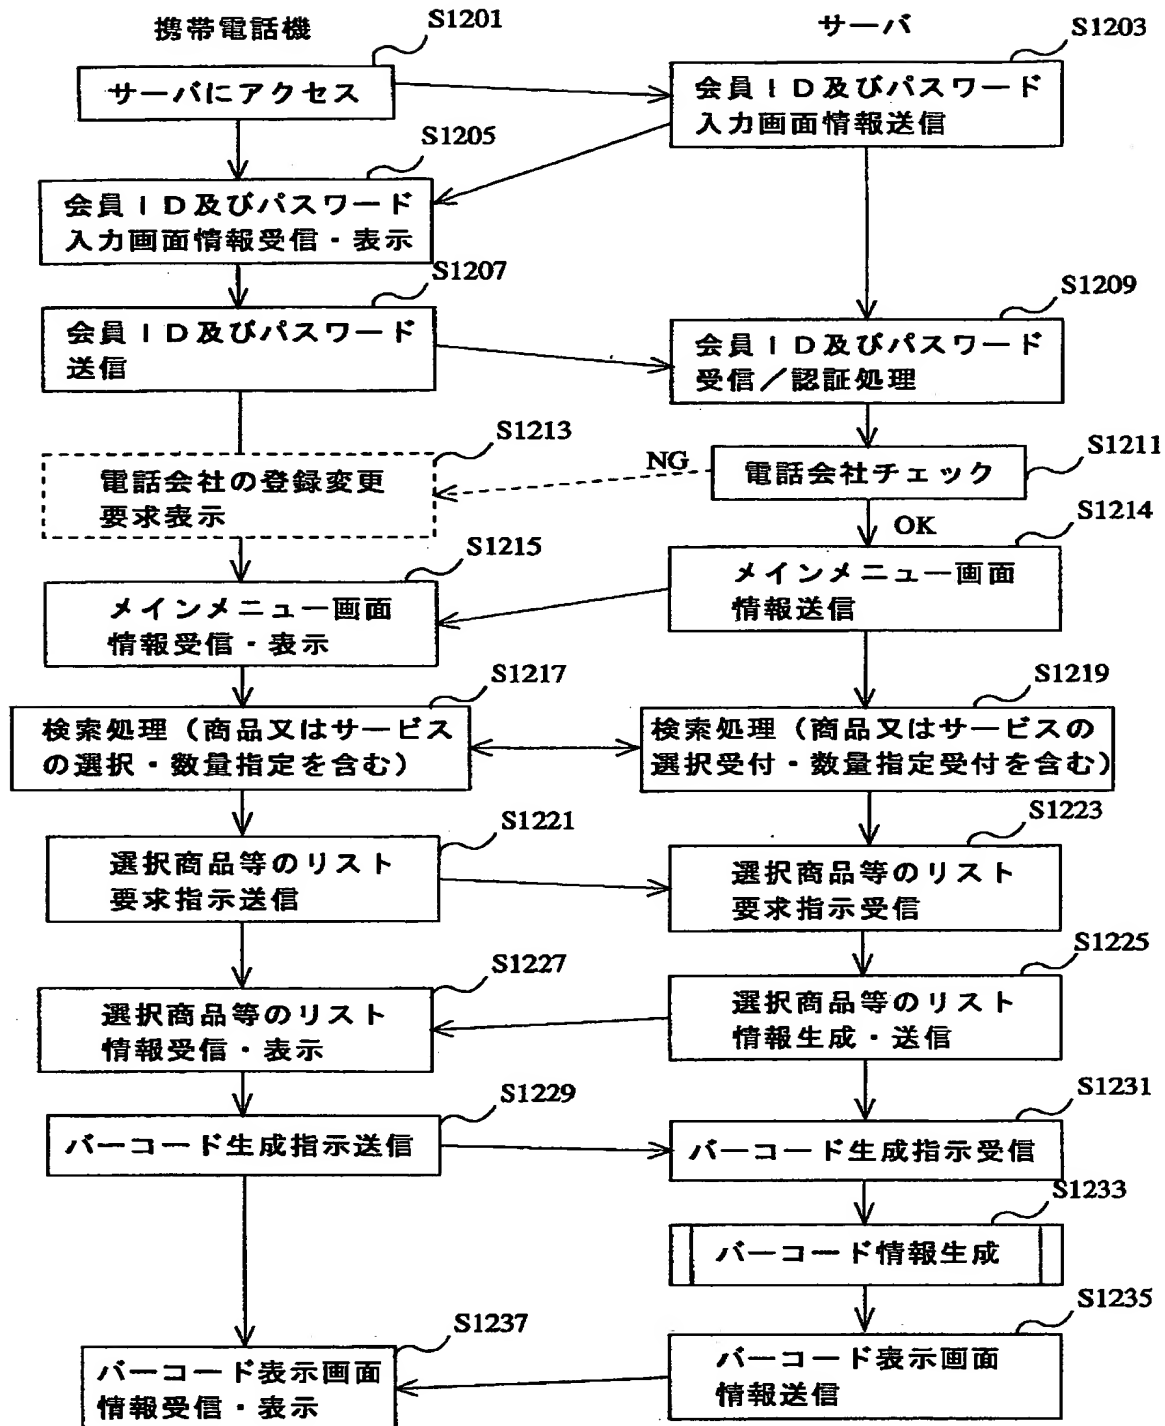 携帯電話機
サーバ
S1201
サーバにアクセス
S1203
会員ID及びパスワード
入力画面情報送信
S1205
会員ID及びパスワード
入力画面情報受信・表示
S1207
会員ID及びパスワード
送信
S1209
会員ID及びパスワード
受信/認証処理
S1211
電話会社チェック
NG
S1213
電話会社の登録変更
要求表示
OK
S1214
メインメニュー画面
情報送信
S1215
メインメニュー画面
情報受信・表示
S1217
検索処理(商品又はサービス
の選択・数量指定を含む)
S1219
検索処理(商品又はサービスの
選択受付・数量指定受付を含む)
S1221
選択商品等のリスト
要求指示送信
S1223
選択商品等のリスト
要求指示受信
S1225
選択商品等のリスト
情報生成・送信
S1227
選択商品等のリスト
情報受信・表示
S1229
バーコード生成指示送信
S1231
バーコード生成指示受信
S1233
バーコード情報生成
S1235
バーコード表示画面
情報送信
S1237
バーコード表示画面
情報受信・表示